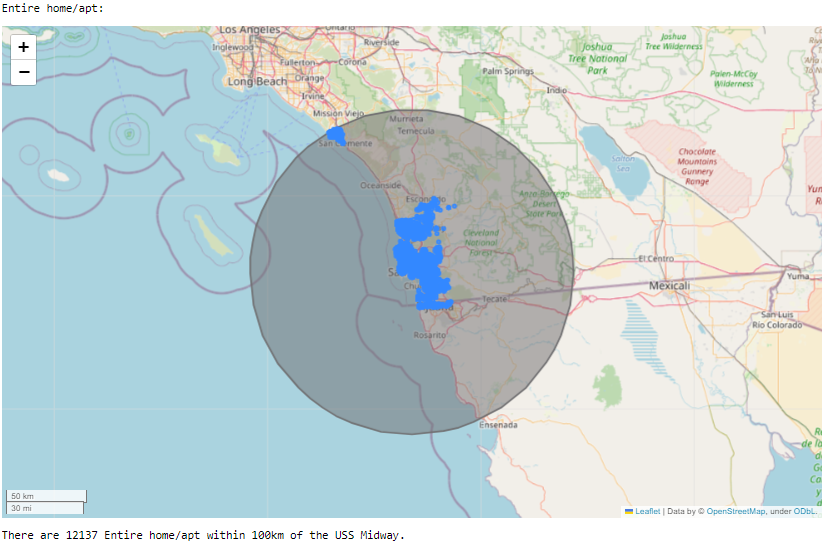 Entire home/apt:
+
−
Los Angeles
Ontario
Riverside
Inglewood
Fullerton
Corona
Orange
Long Beach
Irvine
Mission Viejo
Murrieta
Temecula
San Clemente
Oceanside
Escondido
Palm Springs
Indio
Joshua
Tree National
Park
Joshua
Tree Wilderness
Palen-McCoy
Wilderness
Chocolate
Mountains
Gunnery
Range
Salton
Sea
Anza-Borrego
Desert
State Park
Cleveland
National
Forest
El Centro
Mexicali
Yuma
San Luis
Río Colorado
Tecate
Rosarito
Ensenada
50 km
30 mi
Leaflet | Data by © OpenStreetMap, under ODbL.
There are 12137 Entire home/apt within 100km of the USS Midway.